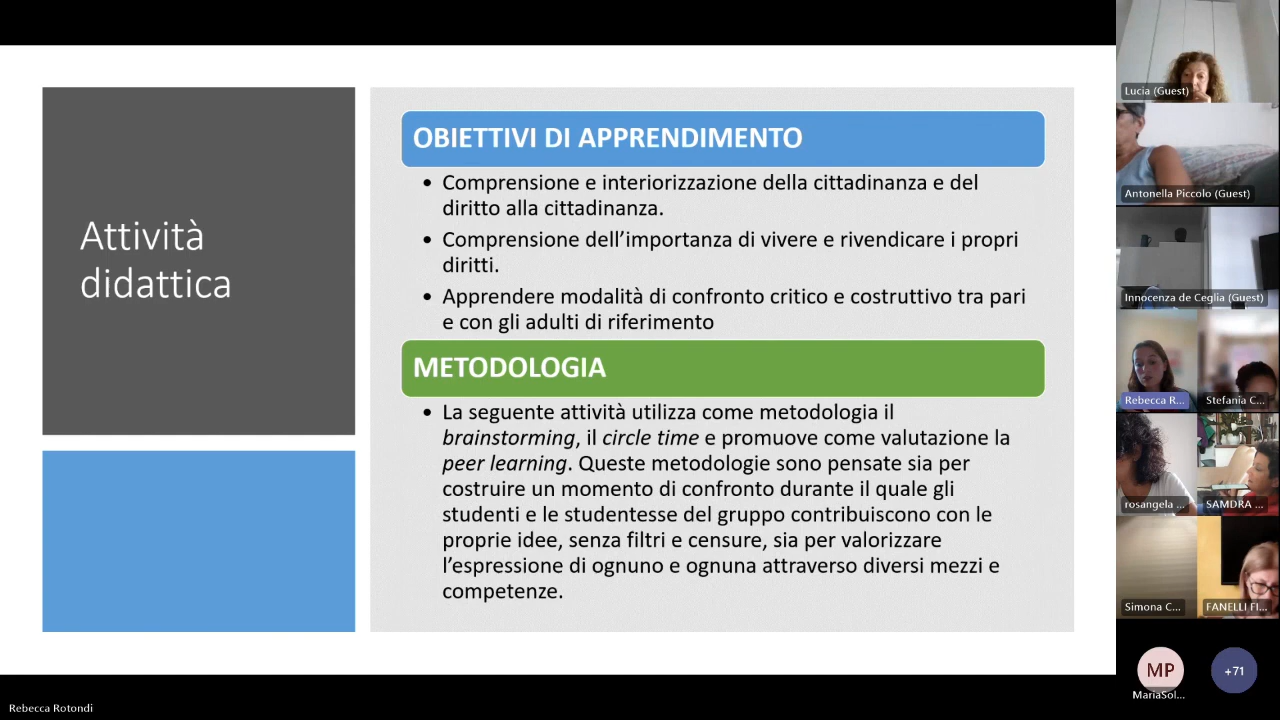 Attività
didattica
OBIETTIVI DI APPRENDIMENTO
• Comprensione e interiorizzazione della cittadinanza e del
diritto alla cittadinanza.
• Comprensione dell’importanza di vivere e rivendicare i propri
diritti.
• Apprendere modalità di confronto critico e costruttivo tra pari
e con gli adulti di riferimento
METODOLOGIA
• La seguente attività utilizza come metodologia il
brainstorming, il circle time e promuove come valutazione la
peer learning. Queste metodologie sono pensate sia per
costruire un momento di confronto durante il quale gli
studenti e le studentesse del gruppo contribuiscono con le
proprie idee, senza filtri e censure, sia per valorizzare
l’espressione di ognuno e ognuna attraverso diversi mezzi e
competenze.
Lucia (Guest)
Antonella Piccolo (Guest)
Innocenza de Ceglia (Guest)
Rebecca R...
Stefania C...
rosangela ...
SAMDRA ...
Simona C...
FANELLI FI...
MP
+71
MariaSol...
Rebecca Rotondi